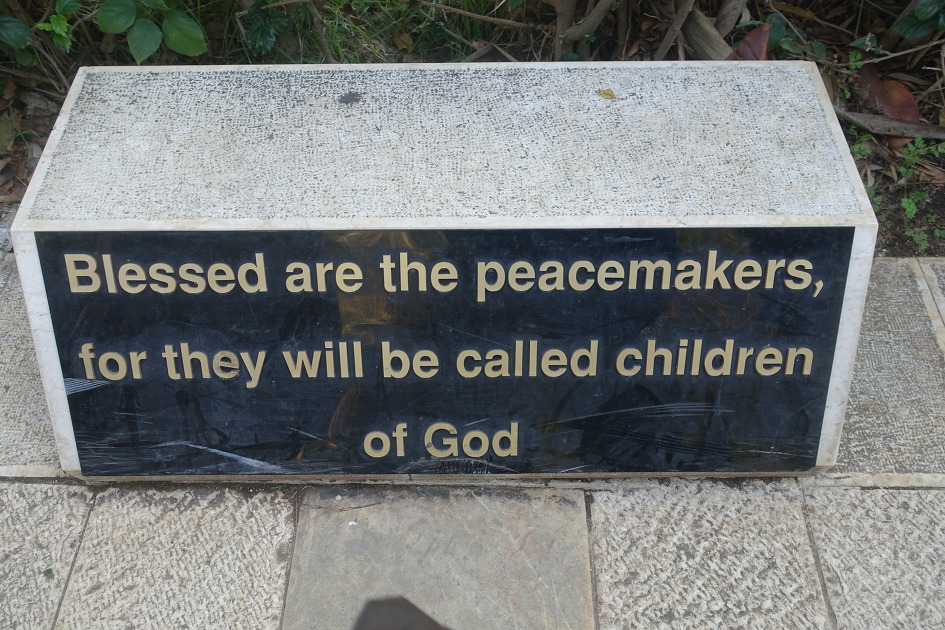 Blessed are the peacemakers,
for they will be called children
of God